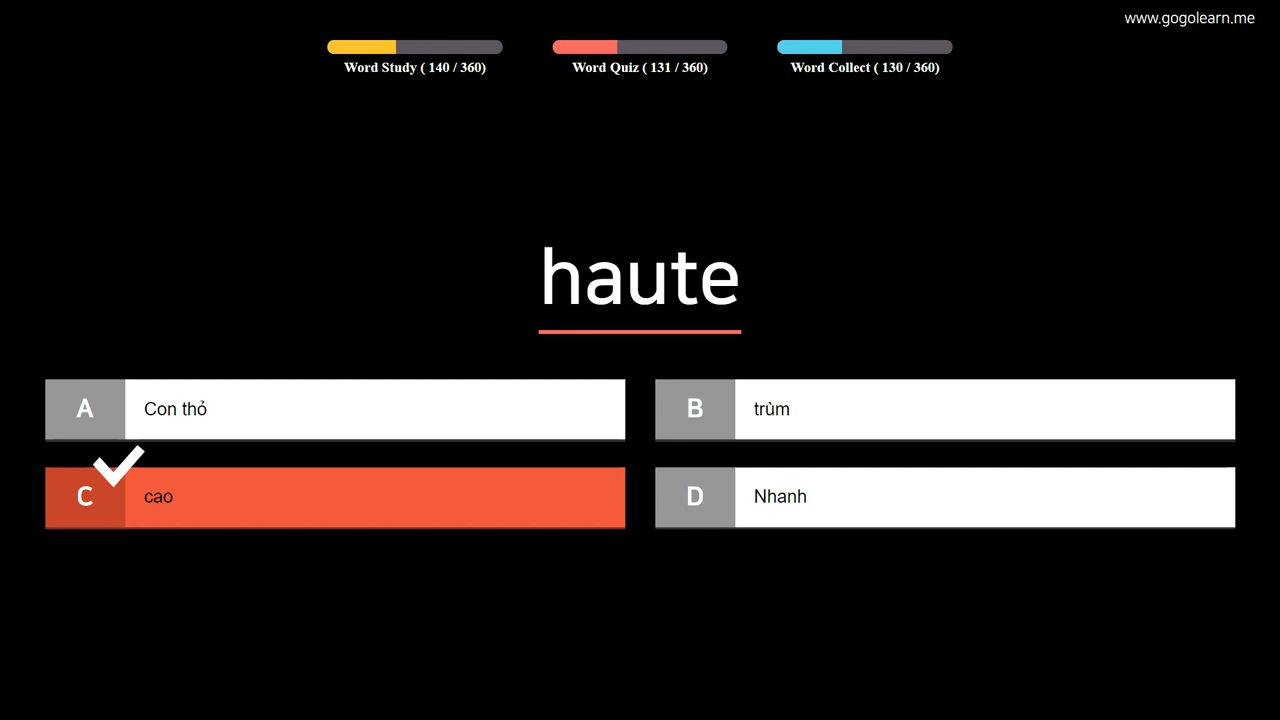 www.gogolearn.me
Word Study ( 140 / 360)
Word Quiz ( 131 / 360)
Word Collect ( 130 / 360)
haute
A Con thỏ
B trùm
C cao
D Nhanh